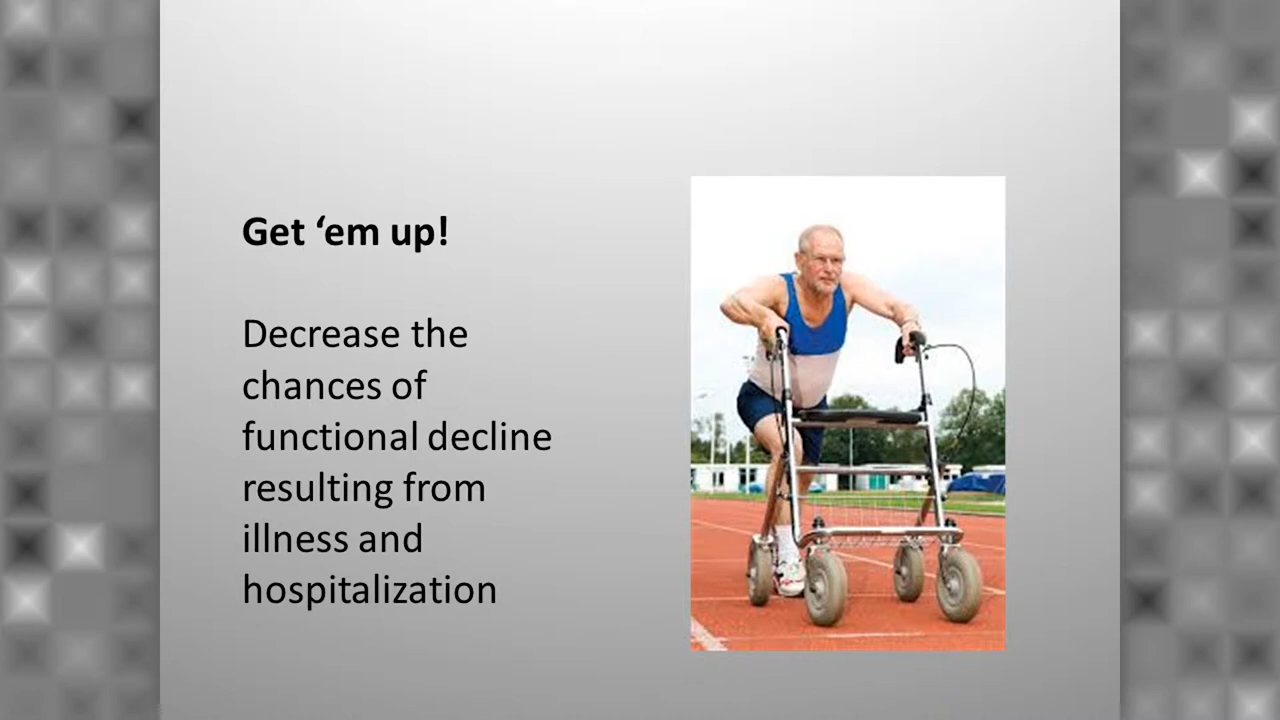 Get ‘em up!
Decrease the
chances of
functional decline
resulting from
illness and
hospitalization